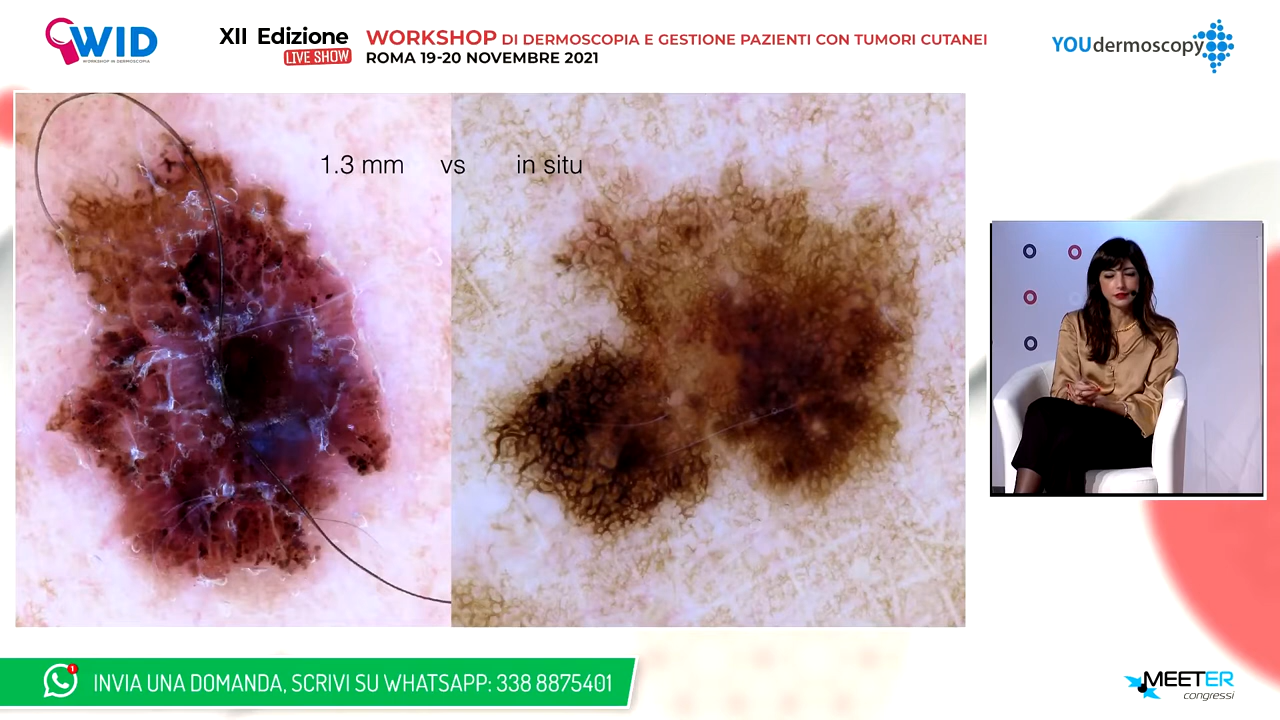 WID
WORKSHOP IN DERMOSCOPIA
XII Edizione
LIVE SHOW
WORKSHOP DI DERMOSCOPIA E GESTIONE PAZIENTI CON TUMORI CUTANEI
ROMA 19-20 NOVEMBRE 2021
YOUdermoscopy
1.3 mm vs in situ
1
INVIA UNA DOMANDA, SCRIVI SU WHATSAPP: 338 8875401
MEETER
congressi